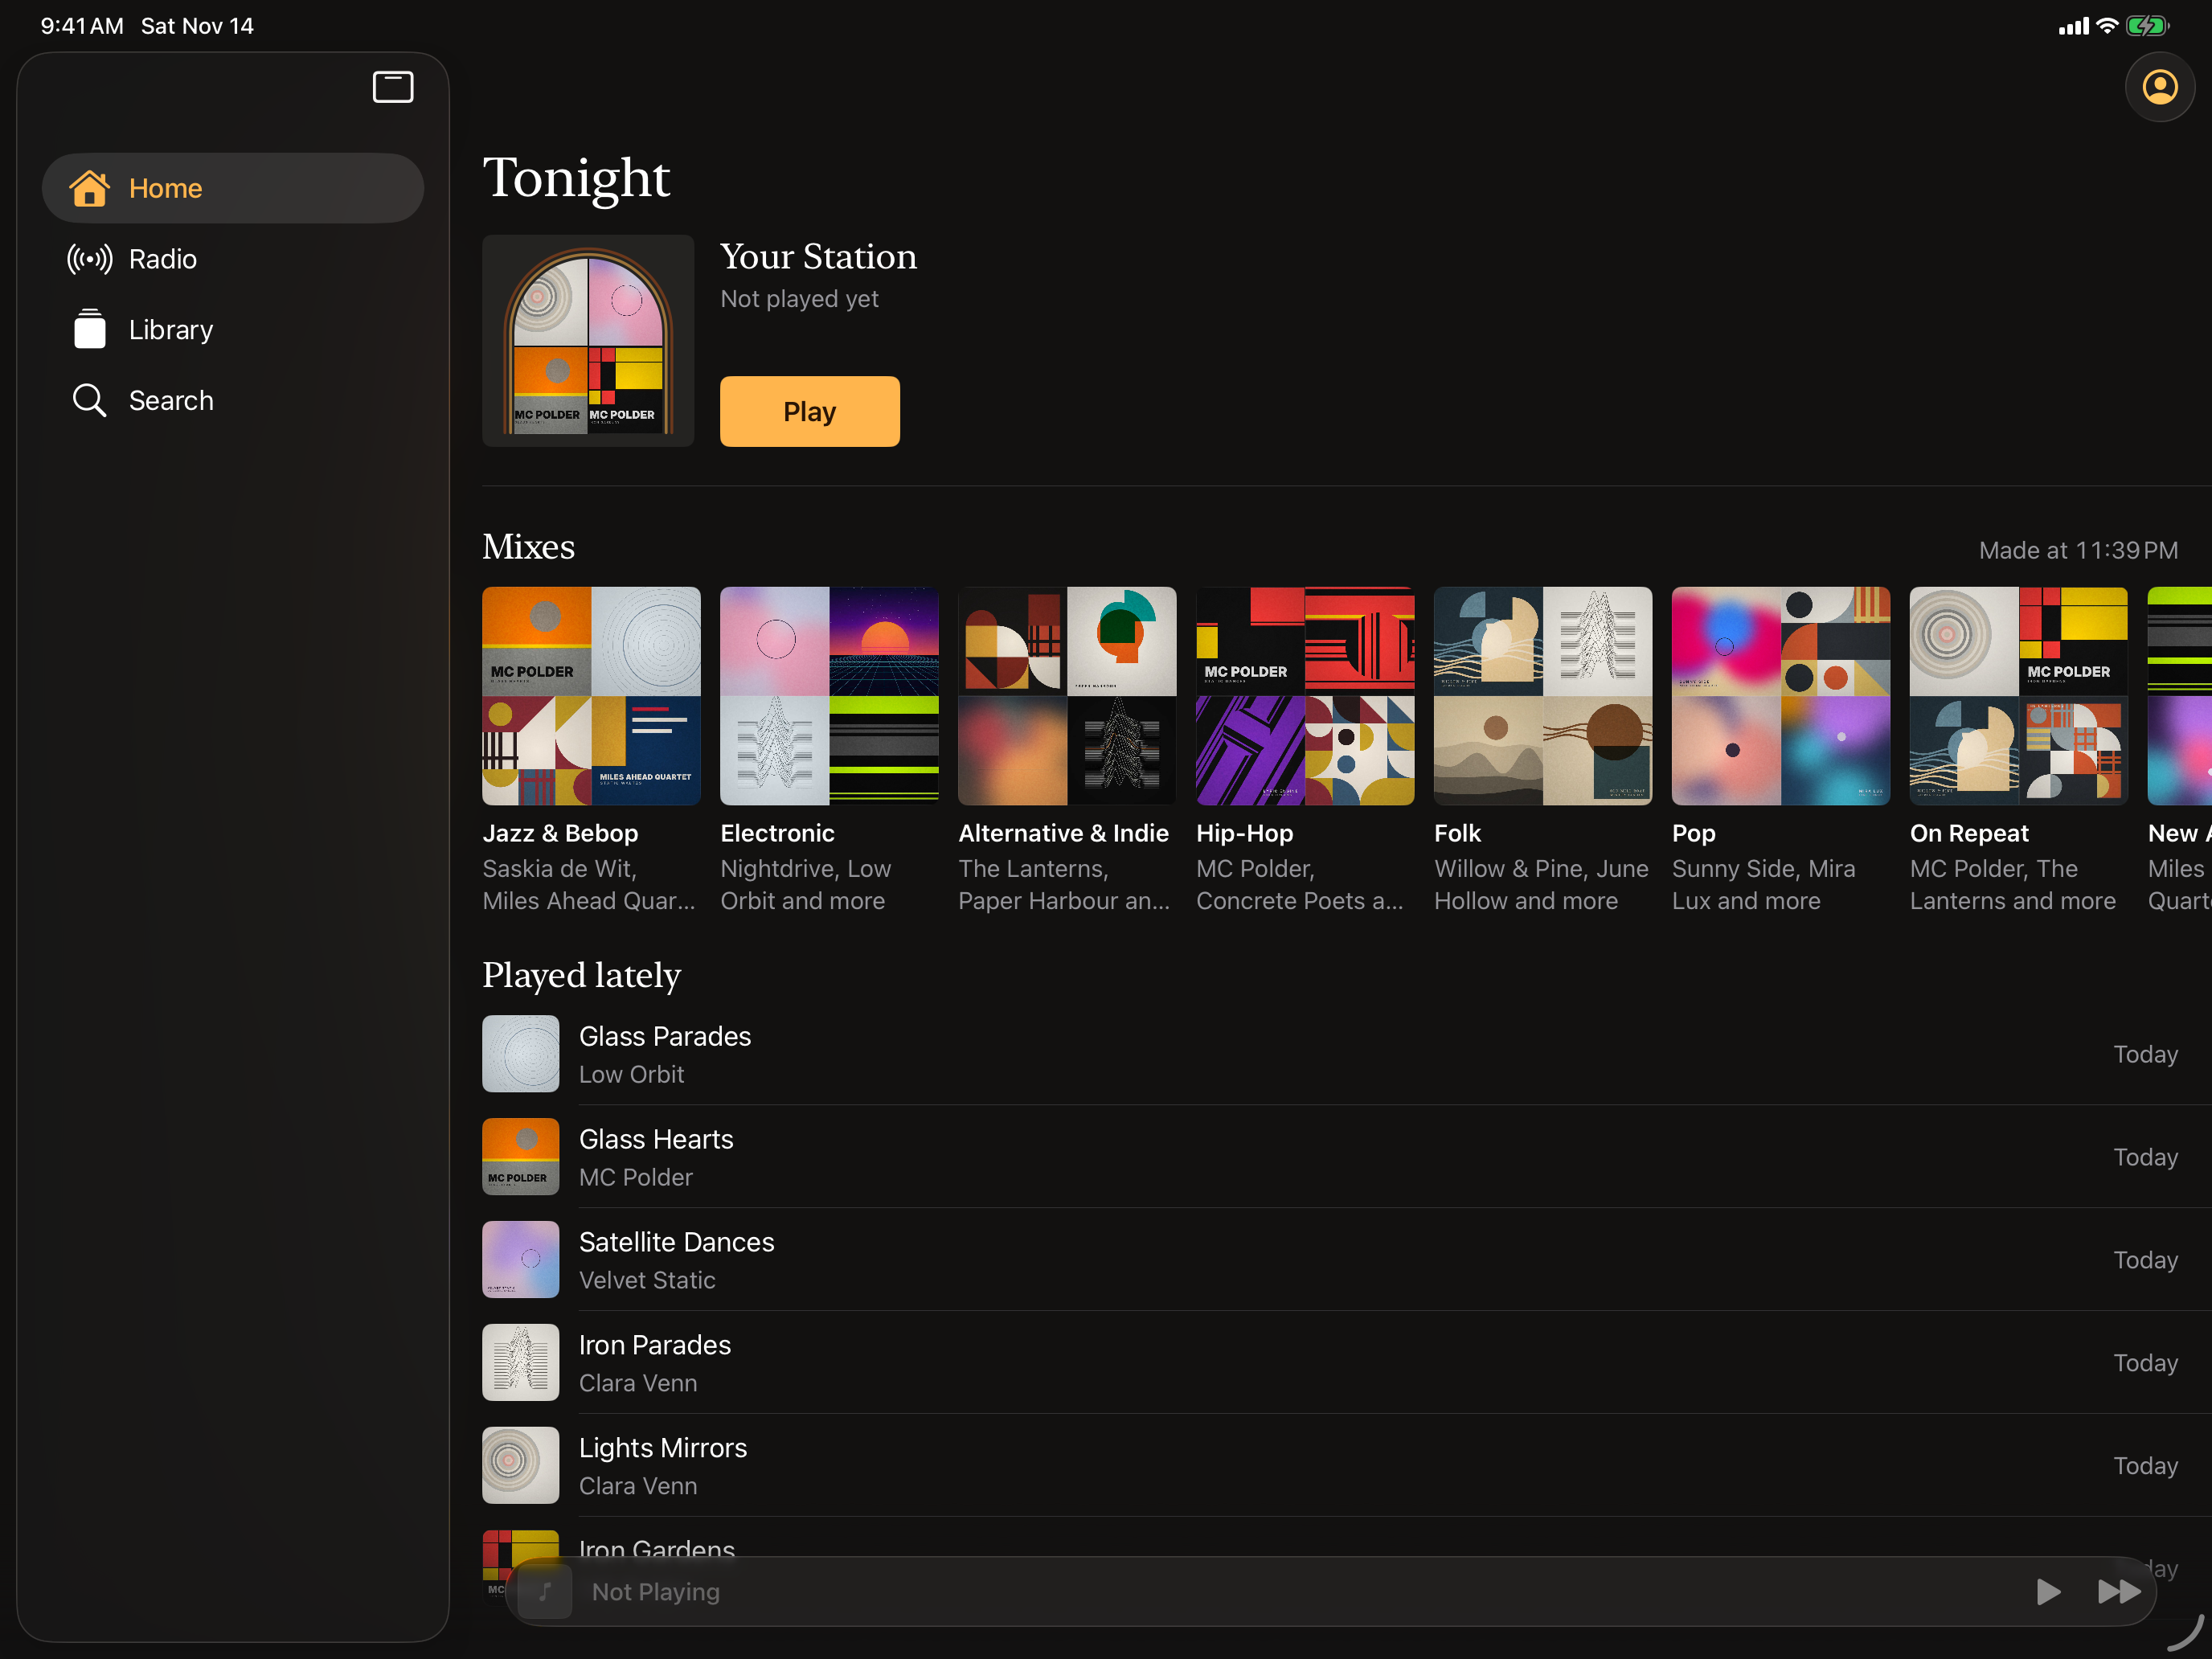 9:41 AM Sat Nov 14
Home
Radio
Library
Search
Tonight
MC POLDER
MC POLDER
Your Station
Not played yet
Play
Mixes
Made at 11:39 PM
MC POLDER
MILES AHEAD QUARTET
STATIC WASTES
MC POLDER
MC POLDER
Jazz & Bebop
Saskia de Wit,
Miles Ahead Quar...
Electronic
Nightdrive, Low
Orbit and more
Alternative & Indie
The Lanterns,
Paper Harbour an...
Hip-Hop
MC Polder,
Concrete Poets a...
Folk
Willow & Pine, June
Hollow and more
Pop
Sunny Side, Mira
Lux and more
On Repeat
MC Polder, The
Lanterns and more
New A
Miles
Quart
Played lately
Glass Parades
Low Orbit
Today
MC POLDER
Glass Hearts
MC Polder
Today
Satellite Dances
Velvet Static
Today
Iron Parades
Clara Venn
Today
Lights Mirrors
Clara Venn
Today
Iron Gardens
MC
day
Not Playing